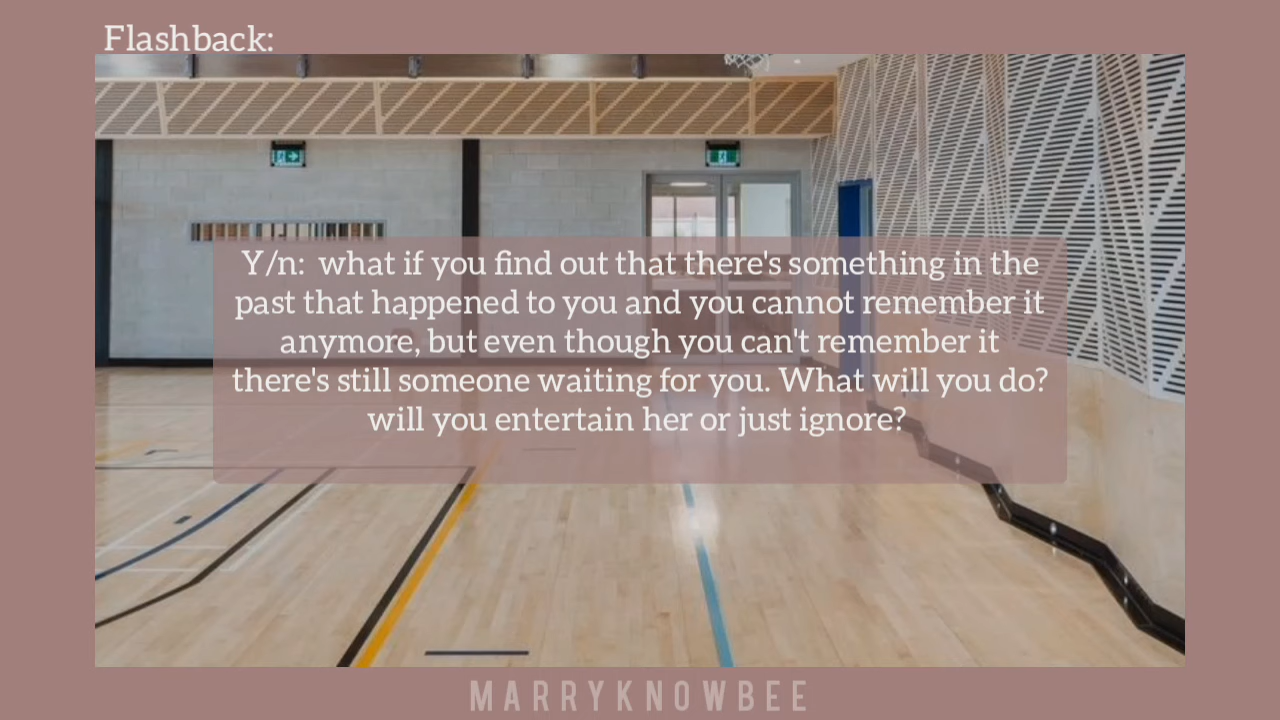 Flashback:
Y/n:  what if you find out that there's something in the
past that happened to you and you cannot remember it
anymore, but even though you can't remember it
there's still someone waiting for you. What will you do?
will you entertain her or just ignore?
MARRYKNOWBEE